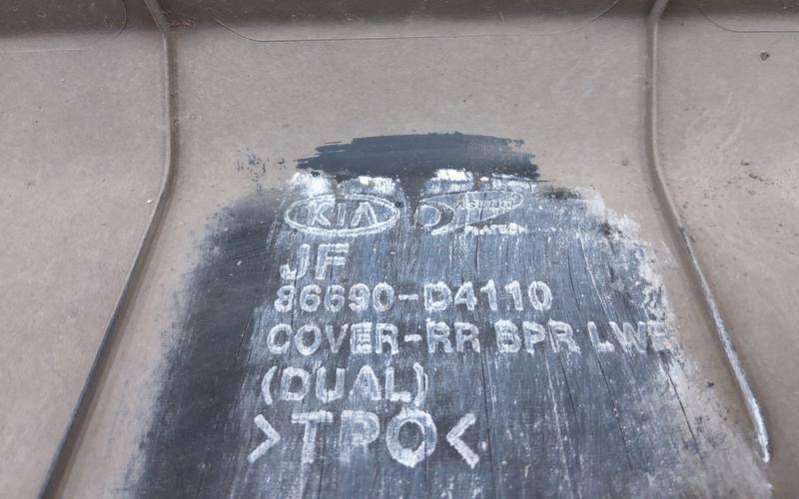 KIA
JF
86690-D4110
COVER-RR BPR LWR
(DUAL)
>TPO<